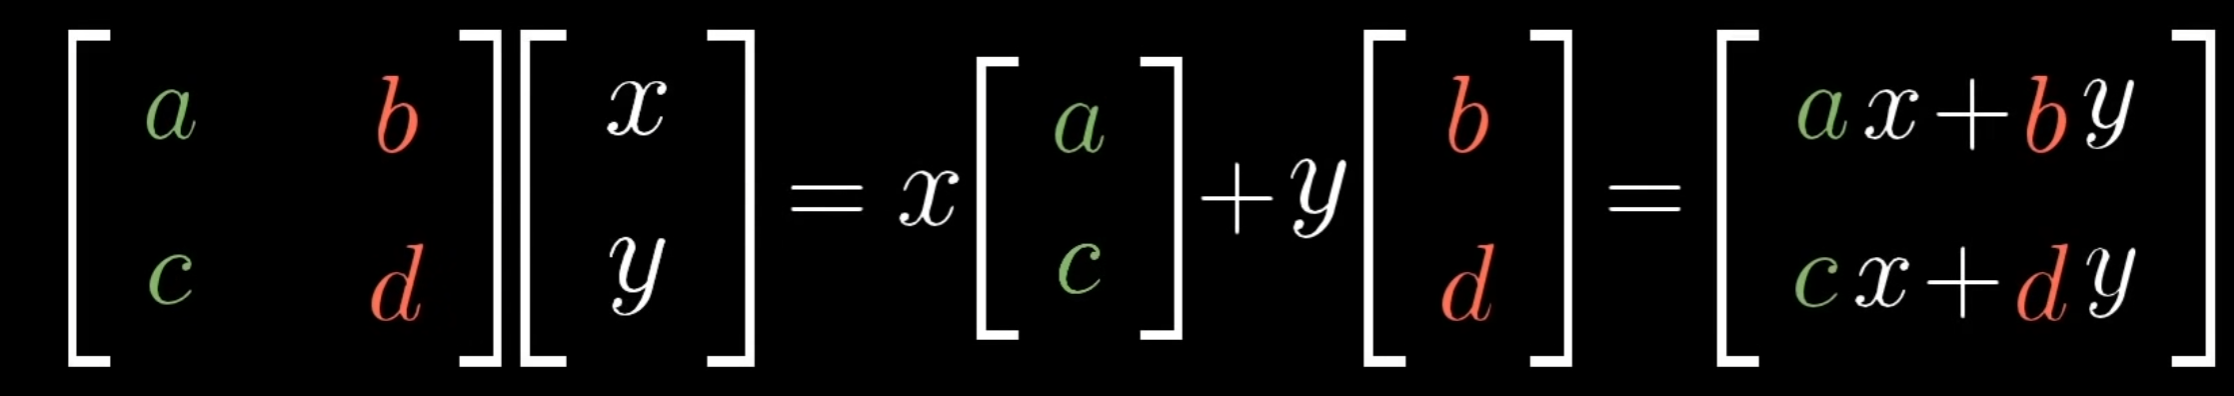 [a b; c d] [x; y] = x [a; c] + y [b; d] = [ax+by; cx+dy]